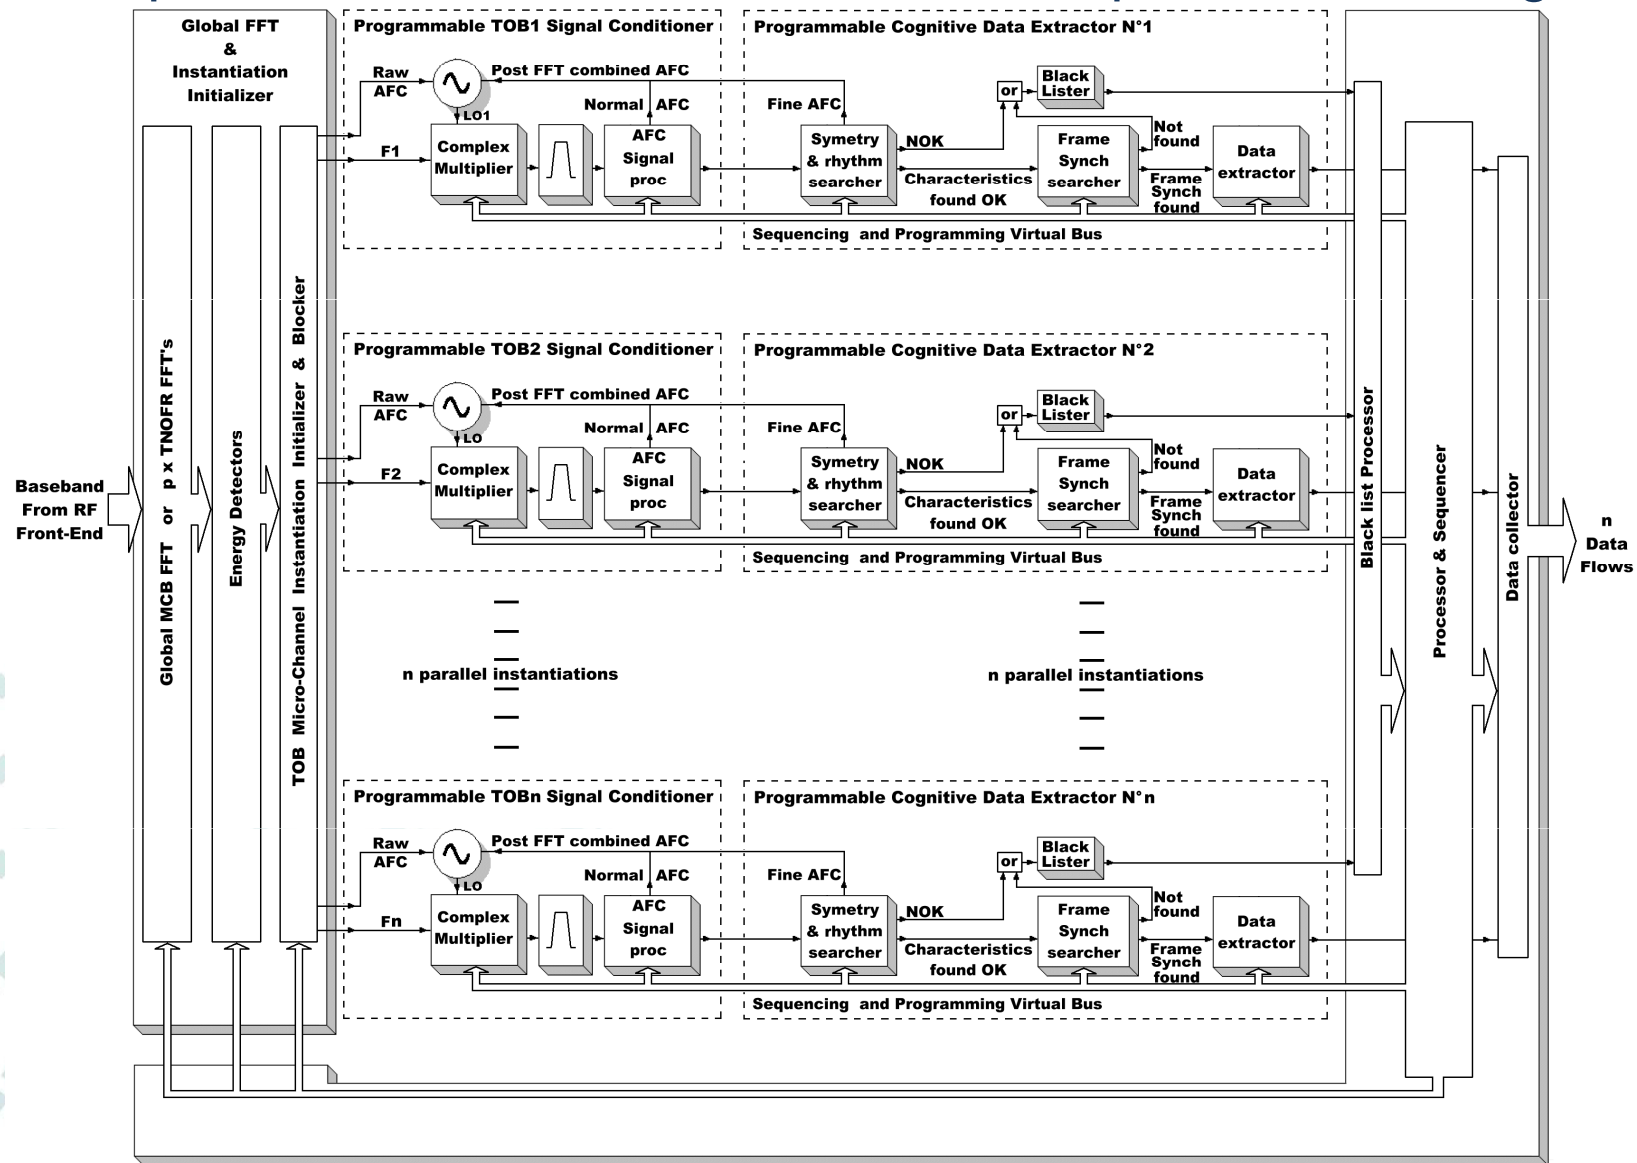 Global FFT
&
Instantiation
Initializer
Global MCB FFT or p x TNOFR FFT's
Energy Detectors
TOB Micro-Channel Instantiation Initializer & Blocker
Baseband
From RF
Front-End
Programmable TOB1 Signal Conditioner
Raw
AFC
Post FFT combined AFC
Normal AFC
LO1
F1
Complex
Multiplier
AFC
Signal
proc
Programmable Cognitive Data Extractor N°1
Fine AFC
Symetry
& rhythm
searcher
NOK
Characteristics
found OK
or
Black
Lister
Frame
Synch
searcher
Not
found
Frame
Synch
found
Data
extractor
Sequencing and Programming Virtual Bus
Programmable TOB2 Signal Conditioner
Raw
AFC
Post FFT combined AFC
Normal AFC
LO
F2
Complex
Multiplier
AFC
Signal
proc
Programmable Cognitive Data Extractor N°2
Fine AFC
Symetry
& rhythm
searcher
NOK
Characteristics
found OK
or
Black
Lister
Frame
Synch
searcher
Not
found
Frame
Synch
found
Data
extractor
Sequencing and Programming Virtual Bus
n parallel instantiations
n parallel instantiations
Programmable TOBn Signal Conditioner
Raw
AFC
Post FFT combined AFC
Normal AFC
LO
Fn
Complex
Multiplier
AFC
Signal
proc
Programmable Cognitive Data Extractor N°n
Fine AFC
Symetry
& rhythm
searcher
NOK
Characteristics
found OK
or
Black
Lister
Frame
Synch
searcher
Not
found
Frame
Synch
found
Data
extractor
Sequencing and Programming Virtual Bus
Black list Processor
Processor & Sequencer
Data collector
n
Data
Flows